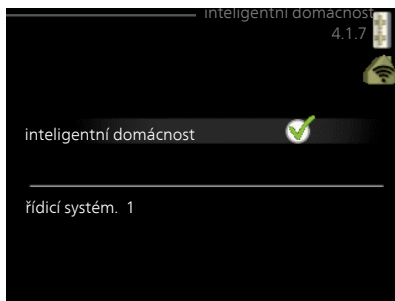 inteligentní domácnost
4.1.7
inteligentní domácnost
řídicí systém. 1